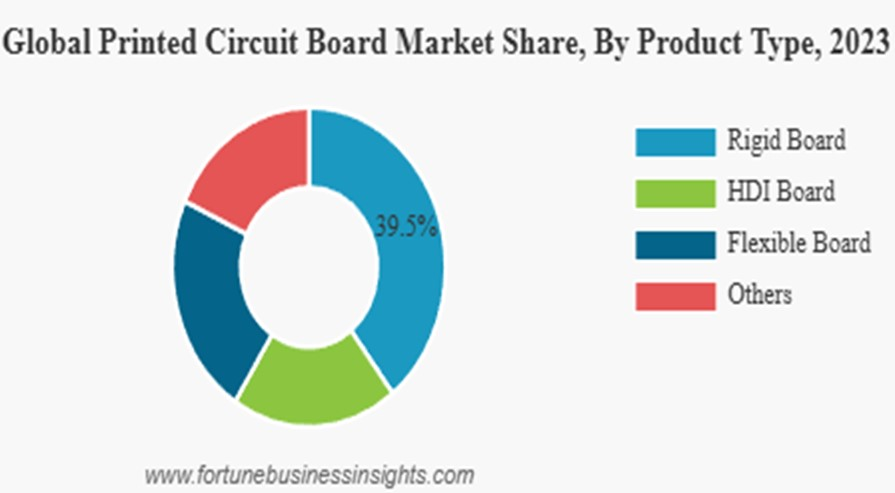 Global Printed Circuit Board Market Share, By Product Type, 2023
39.5%
Rigid Board
HDI Board
Flexible Board
Others
www.fortunebusinessinsights.com